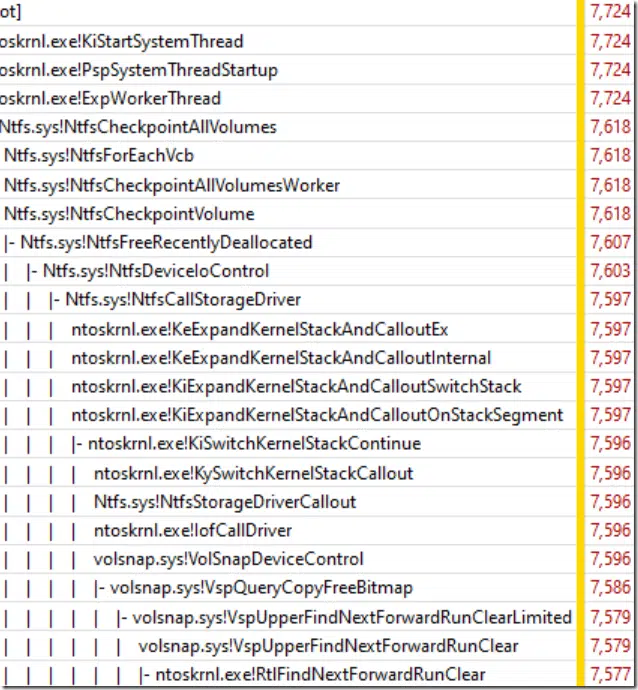 ot] 7,724
oskrnl.exe!KiStartSystemThread 7,724
oskrnl.exe!PspSystemThreadStartup 7,724
oskrnl.exe!ExpWorkerThread 7,724
Ntfs.sys!NtfsCheckpointAllVolumes 7,618
Ntfs.sys!NtfsForEachVcb 7,618
Ntfs.sys!NtfsCheckpointAllVolumesWorker 7,618
Ntfs.sys!NtfsCheckpointVolume 7,618
|- Ntfs.sys!NtfsFreeRecentlyDeallocated 7,607
| |- Ntfs.sys!NtfsDeviceIoControl 7,603
| | |- Ntfs.sys!NtfsCallStorageDriver 7,597
| | | ntoskrnl.exe!KeExpandKernelStackAndCalloutEx 7,597
| | | ntoskrnl.exe!KeExpandKernelStackAndCalloutInternal 7,597
| | | ntoskrnl.exe!KiExpandKernelStackAndCalloutSwitchStack 7,597
| | | ntoskrnl.exe!KiExpandKernelStackAndCalloutOnStackSegment 7,597
| | | |- ntoskrnl.exe!KiSwitchKernelStackContinue 7,596
| | | | ntoskrnl.exe!KySwitchKernelStackCallout 7,596
| | | | Ntfs.sys!NtfsStorageDriverCallout 7,596
| | | | ntoskrnl.exe!IofCallDriver 7,596
| | | | volsnap.sys!VolSnapDeviceControl 7,596
| | | | |- volsnap.sys!VspQueryCopyFreeBitmap 7,586
| | | | | |- volsnap.sys!VspUpperFindNextForwardRunClearLimited 7,579
| | | | | | volsnap.sys!VspUpperFindNextForwardRunClear 7,579
| | | | | | |- ntoskrnl.exe!RtlFindNextForwardRunClear 7,577